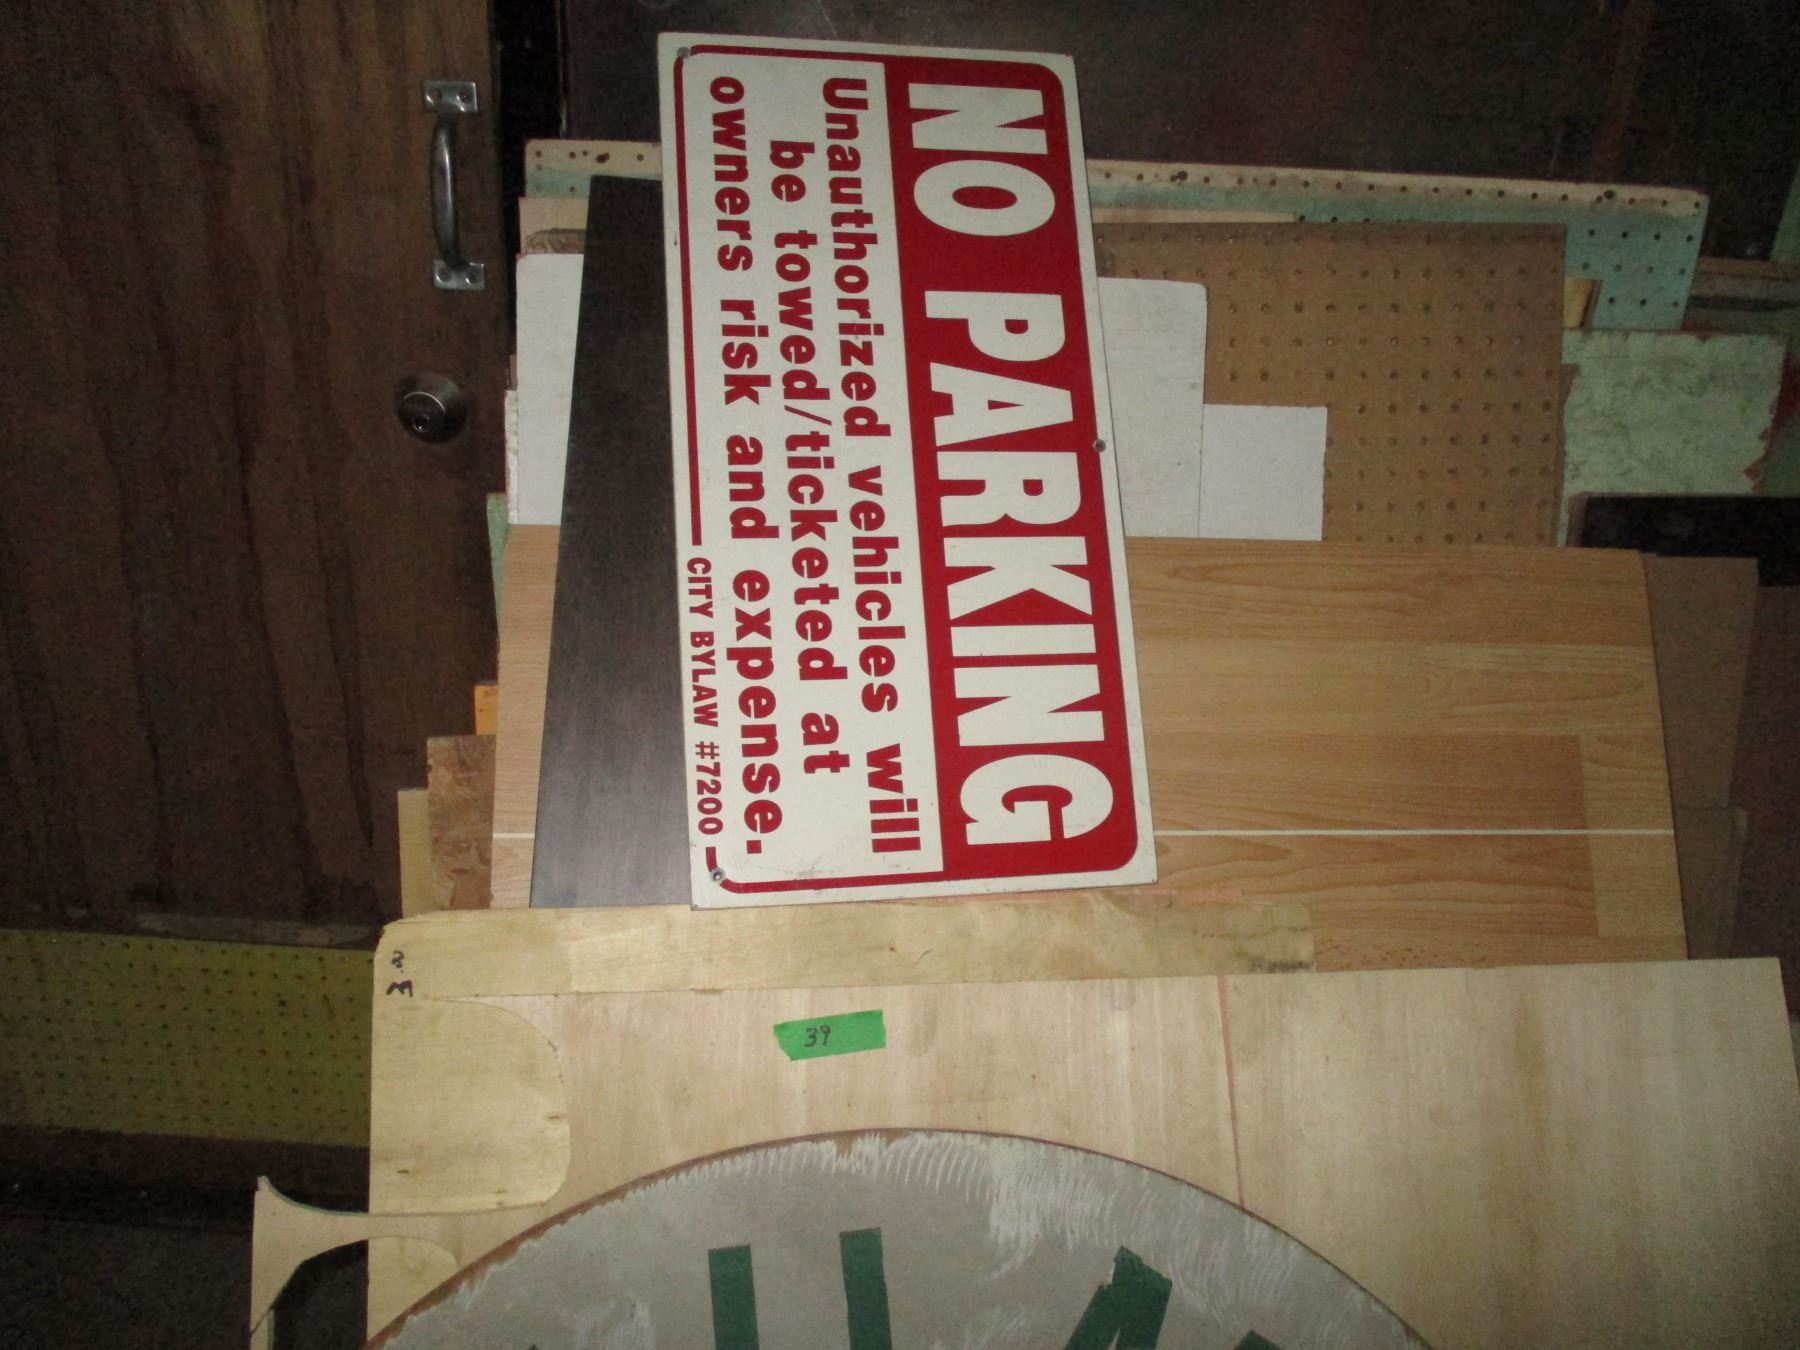 NO PARKING
Unauthorized vehicles will
be towed/ticketed at
owners risk and expense.
CITY BYLAW #7200
39